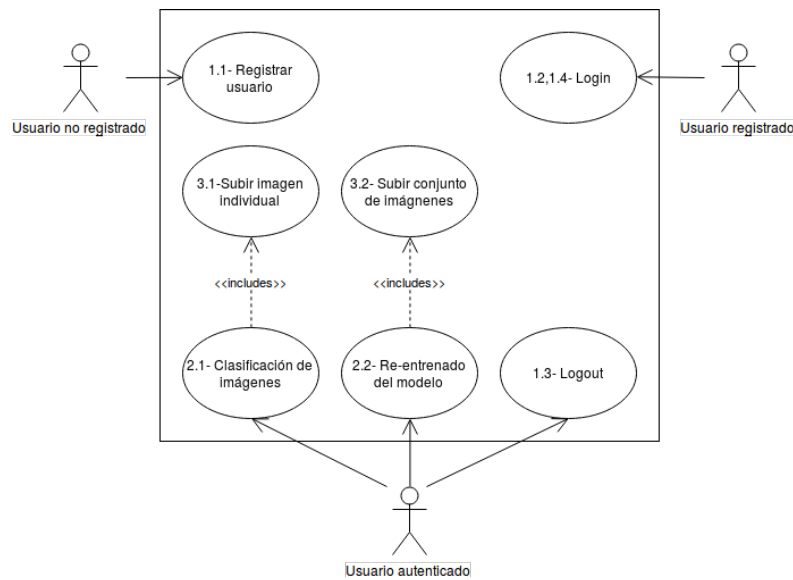 1.1- Registrar
usuario
1.2,1.4- Login
Usuario no registrado
Usuario registrado
3.1-Subir imagen
individual
3.2- Subir conjunto
de imágnenes
<<includes>>
<<includes>>
2.1- Clasificación de
imágenes
2.2- Re-entrenado
del modelo
1.3- Logout
Usuario autenticado